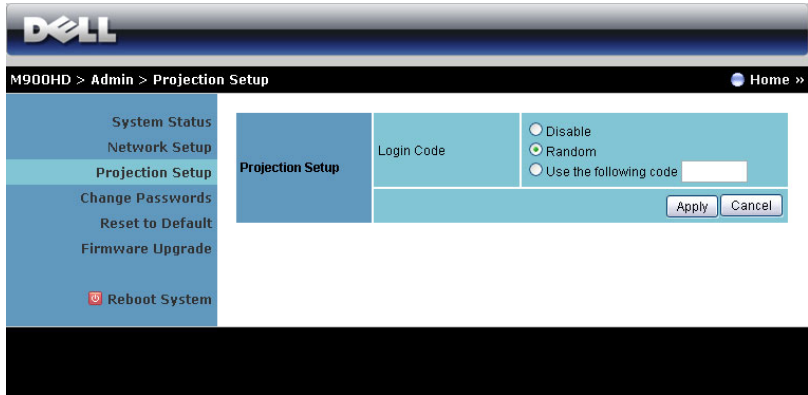 DELL
M900HD > Admin > Projection Setup
Home »
System Status
Network Setup
Projection Setup
Change Passwords
Reset to Default
Firmware Upgrade
Reboot System
Projection Setup
Login Code
Disable
Random
Use the following code
Apply Cancel